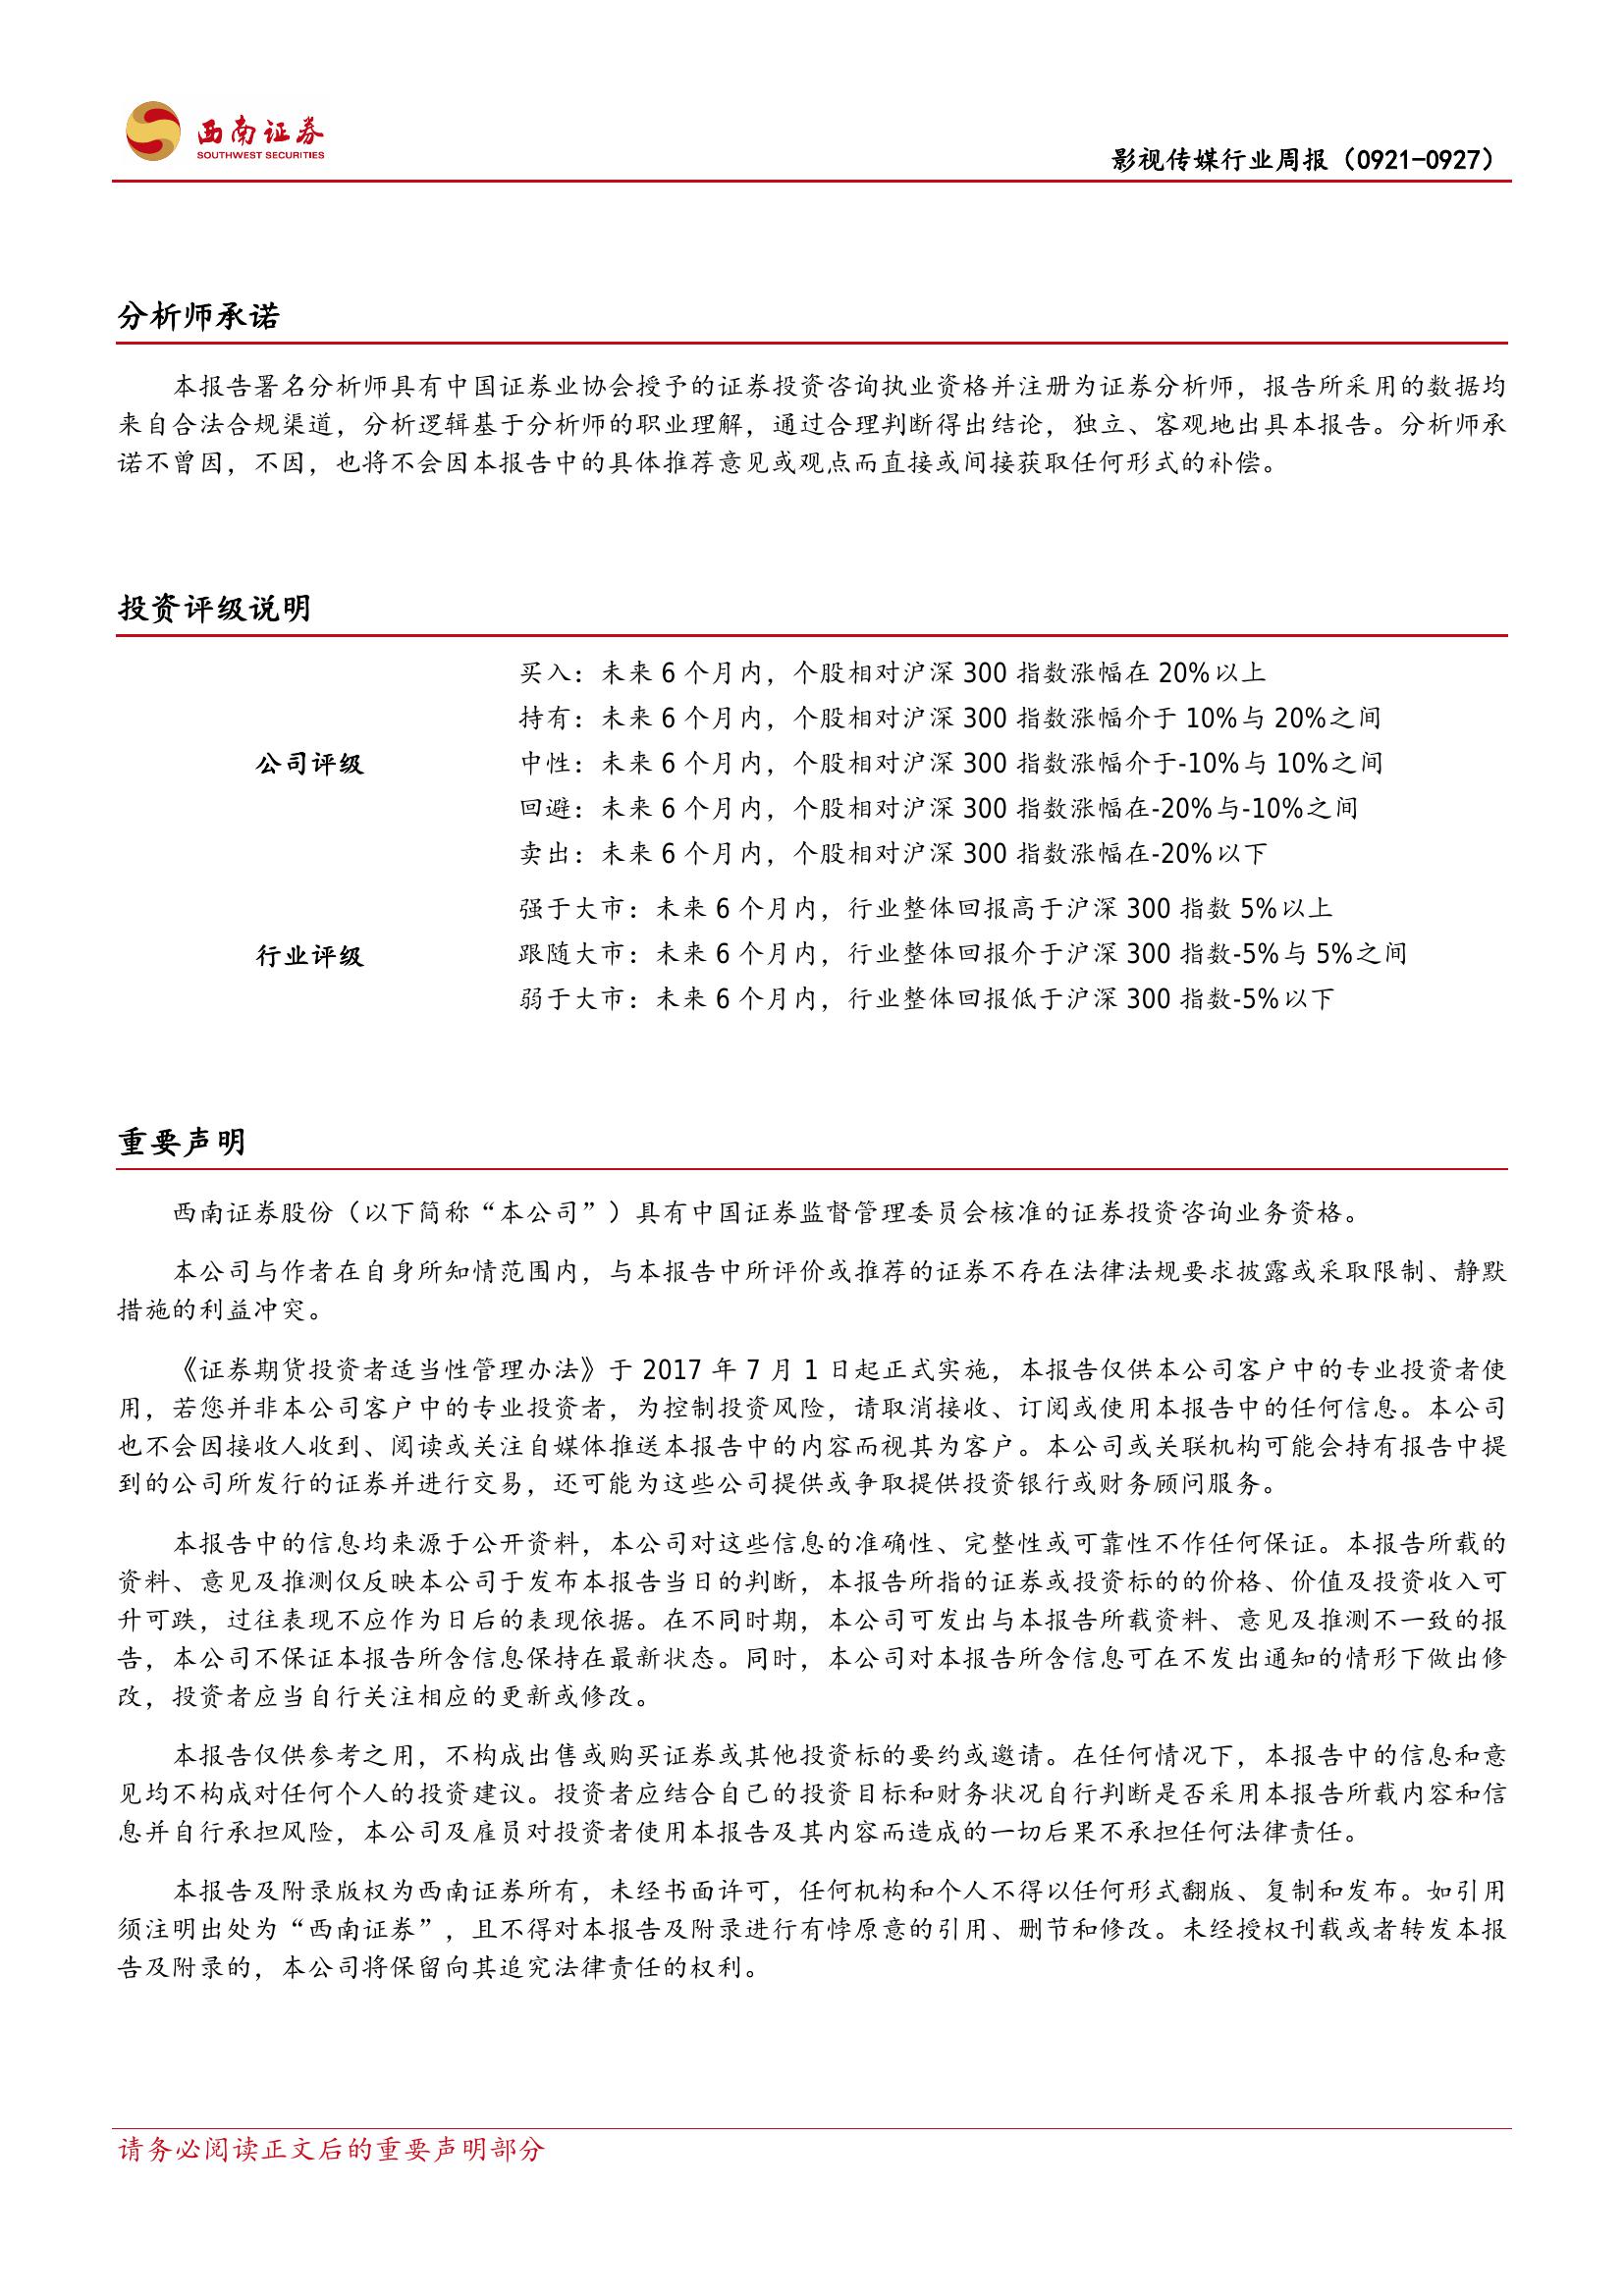 西南证券
SOUTHWEST SECURITIES
影视传媒行业周报（0921-0927）
分析师承诺
本报告署名分析师具有中国证券业协会授予的证券投资咨询执业资格并注册为证券分析师，报告所采用的数据均
来自合法合规渠道，分析逻辑基于分析师的职业理解，通过合理判断得出结论，独立、客观地出具本报告。分析师承
诺不曾因，不因，也将不会因本报告中的具体推荐意见或观点而直接或间接获取任何形式的补偿。
投资评级说明
公司评级
买入：未来 6 个月内，个股相对沪深 300 指数涨幅在 20%以上
持有：未来 6 个月内，个股相对沪深 300 指数涨幅介于 10%与 20%之间
中性：未来 6 个月内，个股相对沪深 300 指数涨幅介于-10%与 10%之间
回避：未来 6 个月内，个股相对沪深 300 指数涨幅在-20%与-10%之间
卖出：未来 6 个月内，个股相对沪深 300 指数涨幅在-20%以下
行业评级
强于大市：未来 6 个月内，行业整体回报高于沪深 300 指数 5%以上
跟随大市：未来 6 个月内，行业整体回报介于沪深 300 指数-5%与 5%之间
弱于大市：未来 6 个月内，行业整体回报低于沪深 300 指数-5%以下
重要声明
西南证券股份（以下简称“本公司”）具有中国证券监督管理委员会核准的证券投资咨询业务资格。
本公司与作者在自身所知情范围内，与本报告中所评价或推荐的证券不存在法律法规要求披露或采取限制、静默
措施的利益冲突。
《证券期货投资者适当性管理办法》于 2017 年 7 月 1 日起正式实施，本报告仅供本公司客户中的专业投资者使
用，若您并非本公司客户中的专业投资者，为控制投资风险，请取消接收、订阅或使用本报告中的任何信息。本公司
也不会因接收人收到、阅读或关注自媒体推送本报告中的内容而视其为客户。本公司或关联机构可能会持有报告中提
到的公司所发行的证券并进行交易，还可能为这些公司提供或争取提供投资银行或财务顾问服务。
本报告中的信息均来源于公开资料，本公司对这些信息的准确性、完整性或可靠性不作任何保证。本报告所载的
资料、意见及推测仅反映本公司于发布本报告当日的判断，本报告所指的证券或投资标的的价格、价值及投资收入可
升可跌，过往表现不应作为日后的表现依据。在不同时期，本公司可发出与本报告所载资料、意见及推测不一致的报
告，本公司不保证本报告所含信息保持在最新状态。同时，本公司对本报告所含信息可在不发出通知的情形下做出修
改，投资者应当自行关注相应的更新或修改。
本报告仅供参考之用，不构成出售或购买证券或其他投资标的要约或邀请。在任何情况下，本报告中的信息和意
见均不构成对任何个人的投资建议。投资者应结合自己的投资目标和财务状况自行判断是否采用本报告所载内容和信
息并自行承担风险，本公司及雇员对投资者使用本报告及其内容而造成的一切后果不承担任何法律责任。
本报告及附录版权为西南证券所有，未经书面许可，任何机构和个人不得以任何形式翻版、复制和发布。如引用
须注明出处为“西南证券”，且不得对本报告及附录进行有悖原意的引用、删节和修改。未经授权刊载或者转发本报
告及附录的，本公司将保留向其追究法律责任的权利。
请务必阅读正文后的重要声明部分